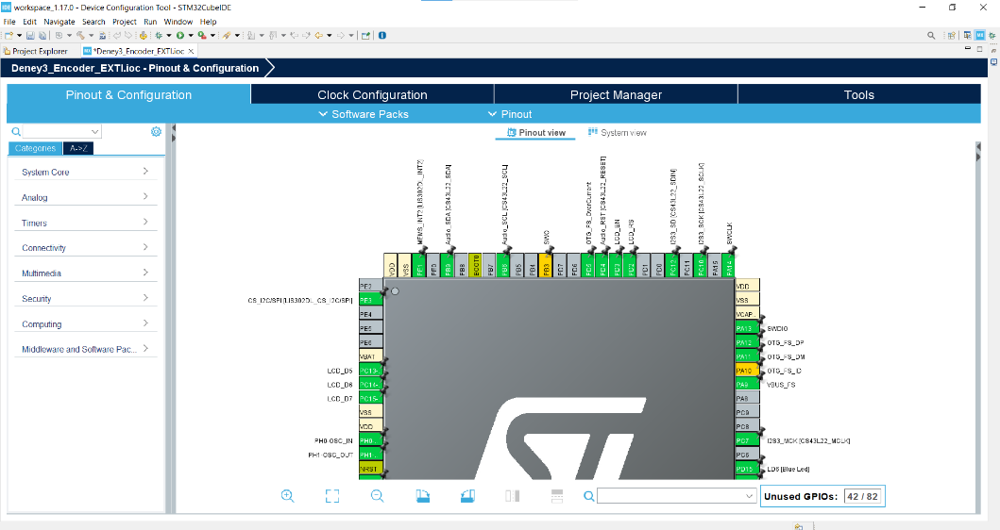 workspace_1.17.0 - Device Configuration Tool - STM32CubeIDE
File Edit Navigate Search Project Run Window Help
Project Explorer
*Deney3_Encoder_EXTI.ioc
Deney3_Encoder_EXTI.ioc - Pinout & Configuration
Pinout & Configuration
Clock Configuration
Project Manager
Tools
Software Packs
Pinout
Categories
A->Z
Pinout view
System view
System Core
Analog
Timers
Connectivity
Multimedia
Security
Computing
Middleware and Software Pac...
MEMS_INT2 [LIS302DL_INT2]
Audio_SDA [CS43L22_SDA]
Audio_SCL [CS43L22_SCL]
SWO
OTG_FS_OverCurrent
Audio_RST [CS43L22_RESET]
LCD_EN
LCD_RS
I2S3_SD [CS43L22_SDIN]
I2S3_SCK [CS43L22_SCLK]
SWCLK
VDD VSS PE1 PE0 PB9 PB8 BOOT0 PB7 PB6 PB5 PB4 PB3 PD7 PD6 PD5 PD4 PD3 PD2 PD1 PD0 PC12 PC11 PC10 PA15 PA14
PE2
CS_I2C/SPI [LIS302DL_CS_I2C/SPI] PE3
PE4
PE5
PE6
VBAT
LCD_D5 PC13-..
LCD_D6 PC14-..
LCD_D7 PC15-..
VSS
VDD
PH0-OSC_IN PH0-..
PH1-OSC_OUT PH1-..
NRST
VDD
VSS
VCAP..
PA13 SWDIO
PA12 OTG_FS_DP
PA11 OTG_FS_DM
PA10 OTG_FS_ID
PA9 VBUS_FS
PA8
PC9
PC8
PC7 I2S3_MCK [CS43L22_MCLK]
PC6
PD15 LD6 [Blue Led]
Unused GPIOs: 42 / 82